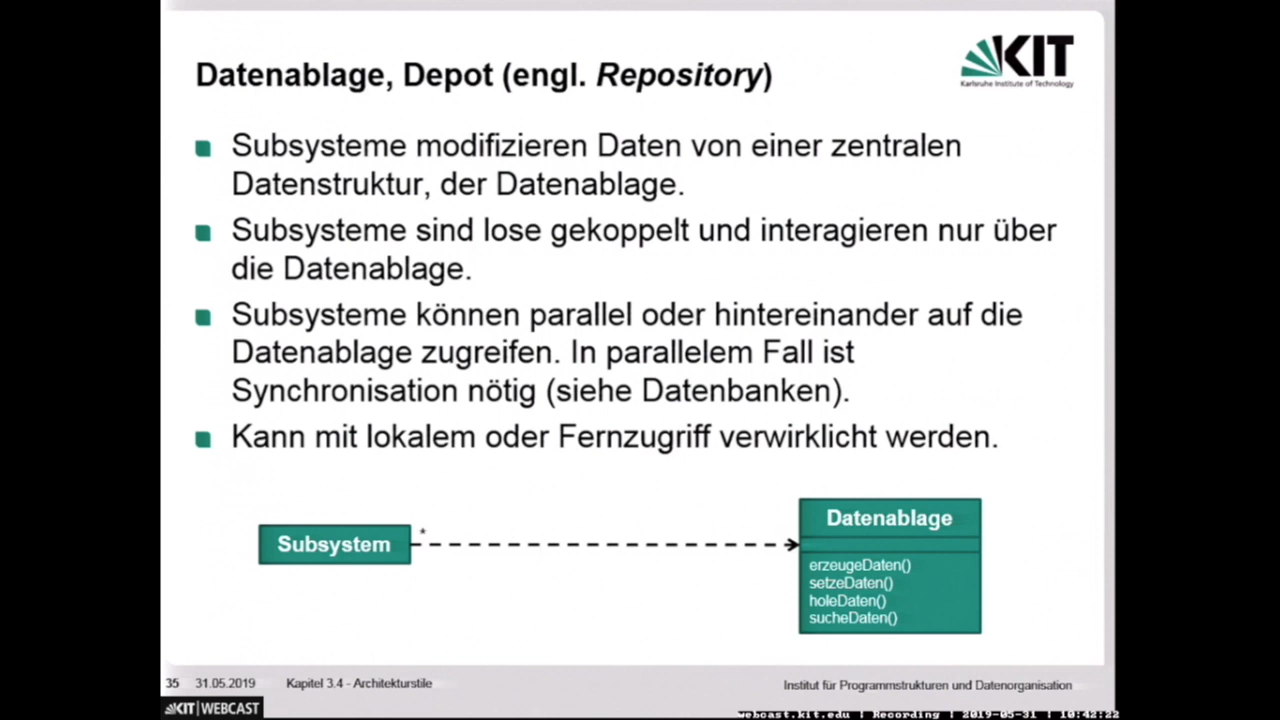 Datenablage, Depot (engl. Repository)
KIT
Karlsruhe Institute of Technology
Subsysteme modifizieren Daten von einer zentralen
Datenstruktur, der Datenablage.
Subsysteme sind lose gekoppelt und interagieren nur über
die Datenablage.
Subsysteme können parallel oder hintereinander auf die
Datenablage zugreifen. In parallelem Fall ist
Synchronisation nötig (siehe Datenbanken).
Kann mit lokalem oder Fernzugriff verwirklicht werden.
Subsystem
*
Datenablage
erzeugeDaten()
setzeDaten()
holeDaten()
sucheDaten()
35 31.05.2019 Kapitel 3.4 - Architekturstile Institut für Programmstrukturen und Datenorganisation
KIT | WEBCAST
webcast.kit.edu | Recording | 2019-05-31 | 10:42:22